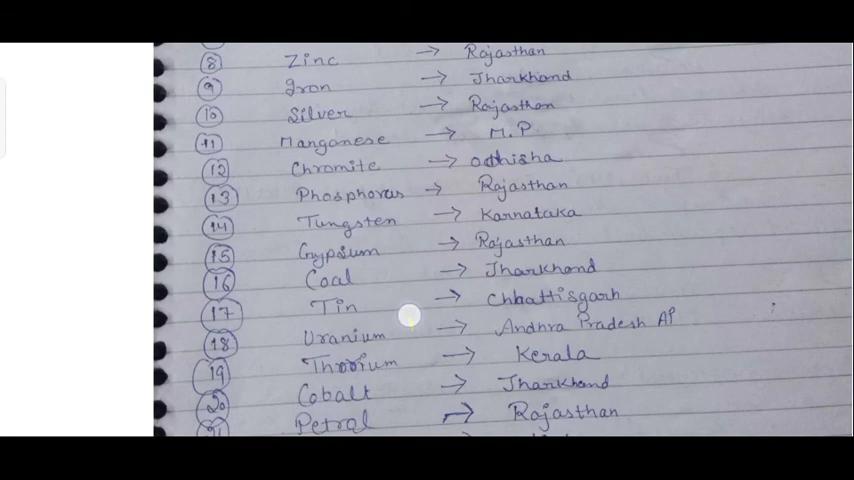 8 Zinc → Rajasthan
9 Iron → Jharkhand
10 Silver → Rajasthan
11 Manganese → M.P
12 Chromite → Odhisha
13 Phosphorus → Rajasthan
14 Tungsten → Karnataka
15 Gypsium → Rajasthan
16 Coal → Jharkhand
17 Tin → Chhattisgarh
18 Uranium → Andhra Pradesh AP
19 Thorium → Kerala
20 Cobalt → Jharkhand
21 Petrol → Rajasthan